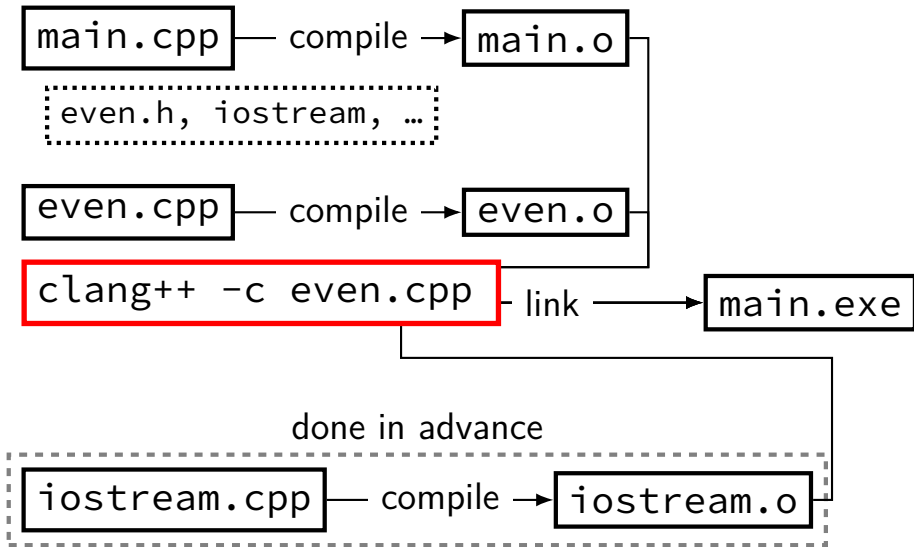 main.cpp compile main.o
even.h, iostream, …
even.cpp compile even.o
clang++ -c even.cpp
link main.exe
done in advance
iostream.cpp compile iostream.o